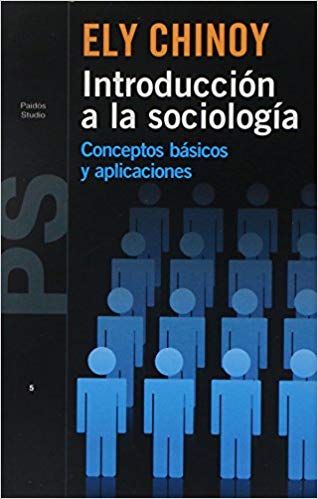 ELY CHINOY
Introducción
a la sociología
Conceptos básicos
y aplicaciones
Paidós
Studio
PS
5